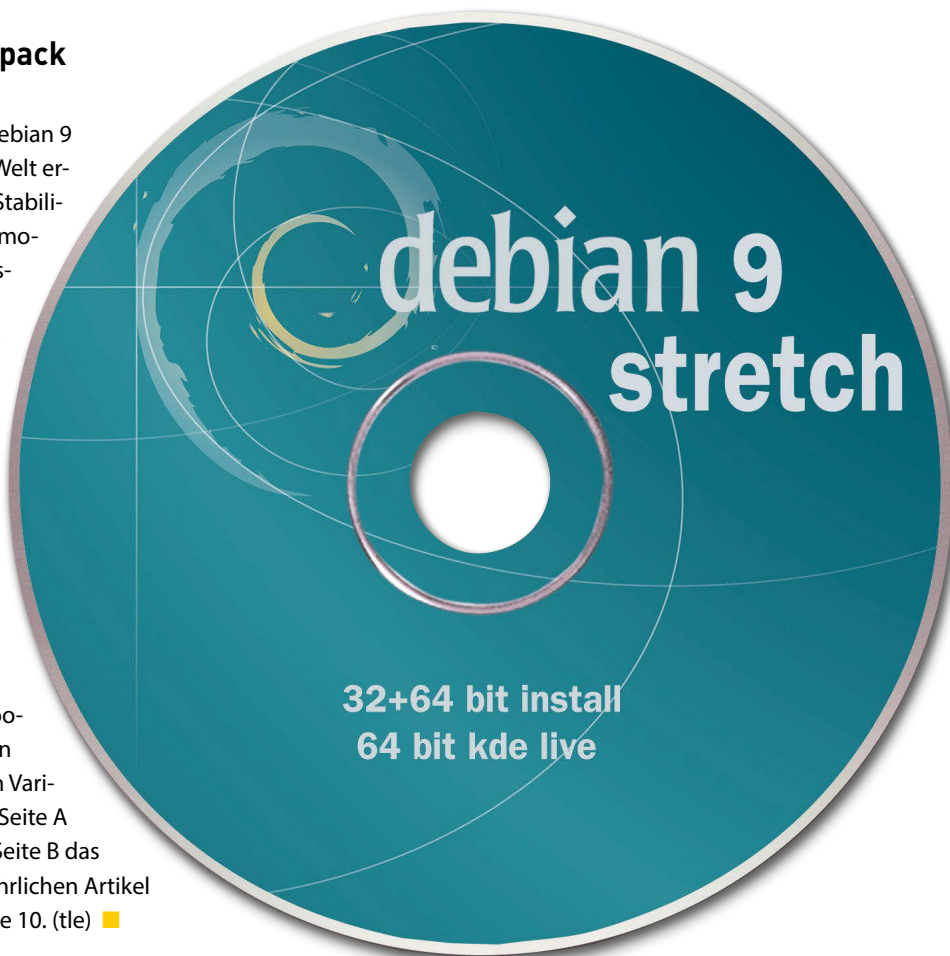 pack
ebian 9
Welt er-
Stabili-
mo-
s-
debian 9
stretch
32+64 bit install
64 bit kde live
po-
n
n Vari-
Seite A
Seite B das
hrlichen Artikel
e 10. (tle)